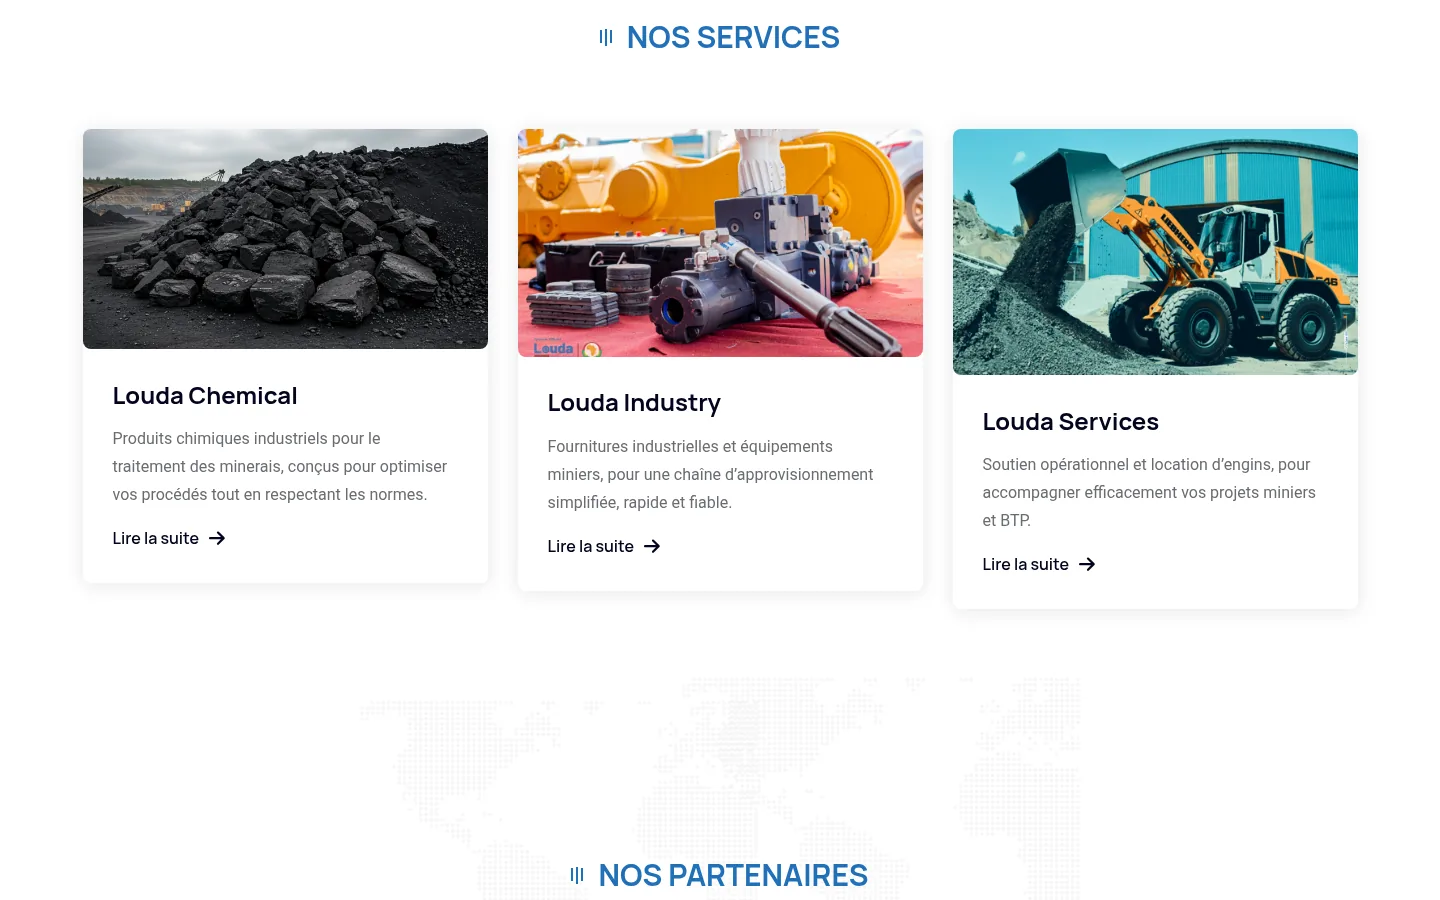 NOS SERVICES
Louda
LIEBHERR
Louda Chemical
Produits chimiques industriels pour le
traitement des minerais, conçus pour optimiser
vos procédés tout en respectant les normes.
Lire la suite
Louda Industry
Fournitures industrielles et équipements
miniers, pour une chaîne d’approvisionnement
simplifiée, rapide et fiable.
Lire la suite
Louda Services
Soutien opérationnel et location d’engins, pour
accompagner efficacement vos projets miniers
et BTP.
Lire la suite
NOS PARTENAIRES